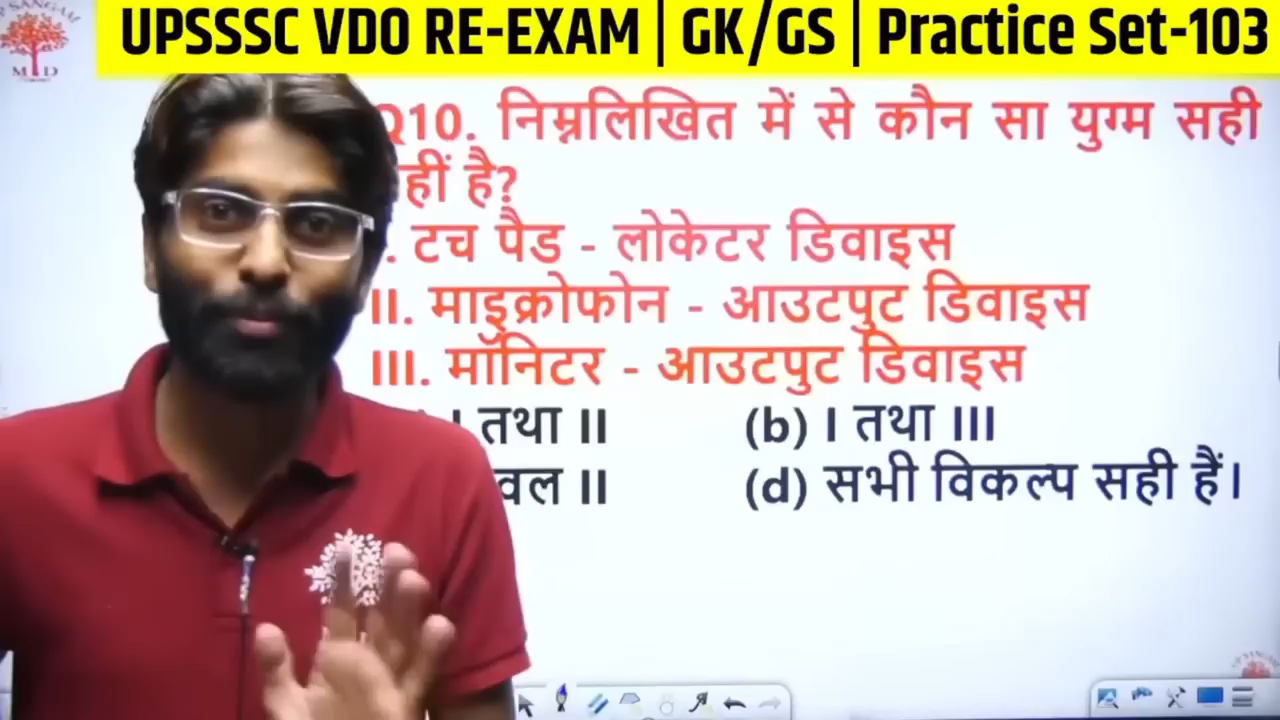 UPSSSC VDO RE-EXAM | GK/GS | Practice Set-103
SANGAM
M D
Q10. निम्नलिखित में से कौन सा युग्म सही
हीं है?
. टच पैड - लोकेटर डिवाइस
II. माइक्रोफोन - आउटपुट डिवाइस
III. मॉनिटर - आउटपुट डिवाइस
I तथा II (b) I तथा III
वल II (d) सभी विकल्प सही हैं।